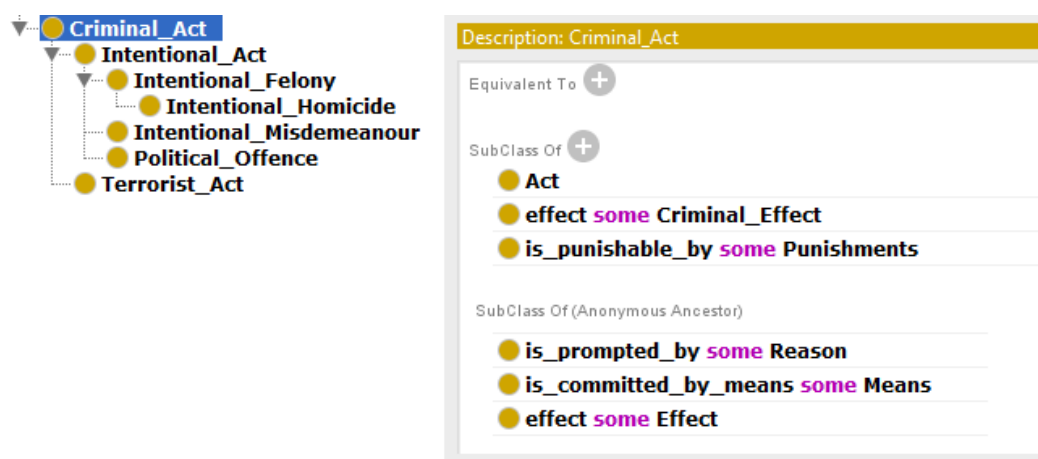 Criminal_Act
Intentional_Act
Intentional_Felony
Intentional_Homicide
Intentional_Misdemeanour
Political_Offence
Terrorist_Act
Description: Criminal_Act
Equivalent To
SubClass Of
Act
effect some Criminal_Effect
is_punishable_by some Punishments
SubClass Of (Anonymous Ancestor)
is_prompted_by some Reason
is_committed_by_means some Means
effect some Effect